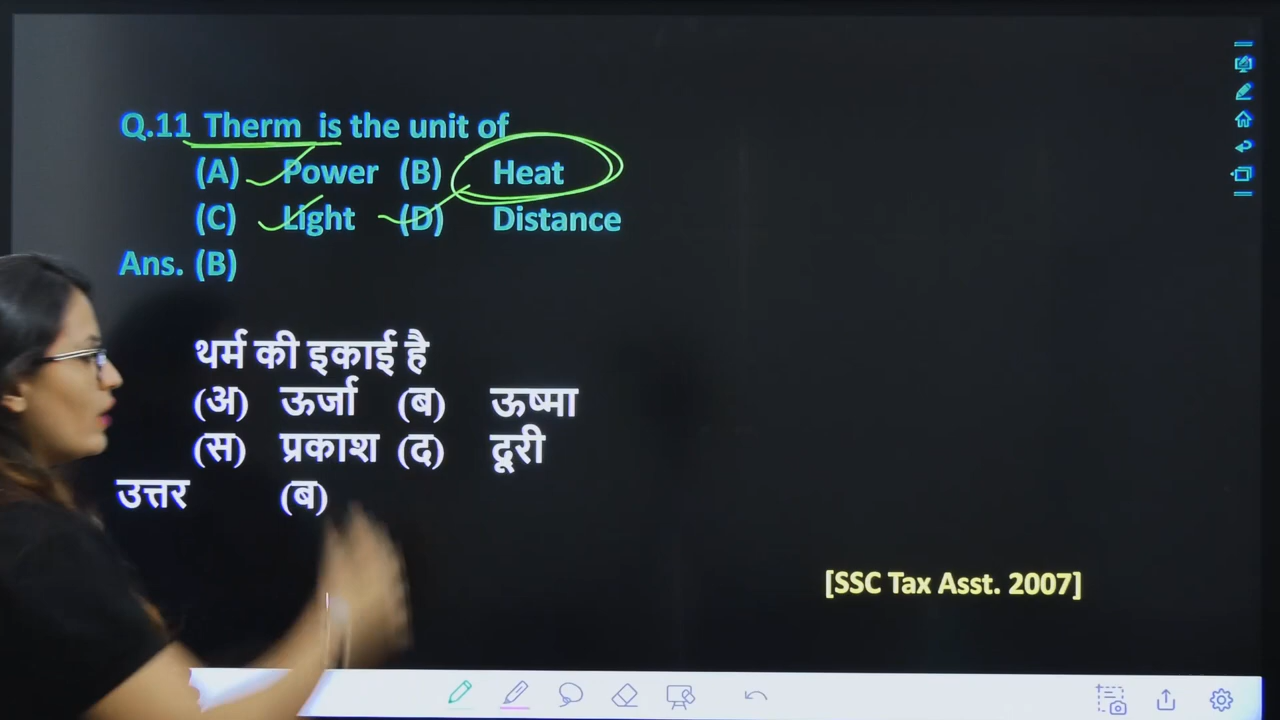 Q.11 Therm is the unit of
(A) Power (B) Heat
(C) Light (D) Distance
Ans. (B)
थर्म की इकाई है
(अ) ऊर्जा (ब) ऊष्मा
(स) प्रकाश (द) दूरी
उत्तर (ब)
[SSC Tax Asst. 2007]